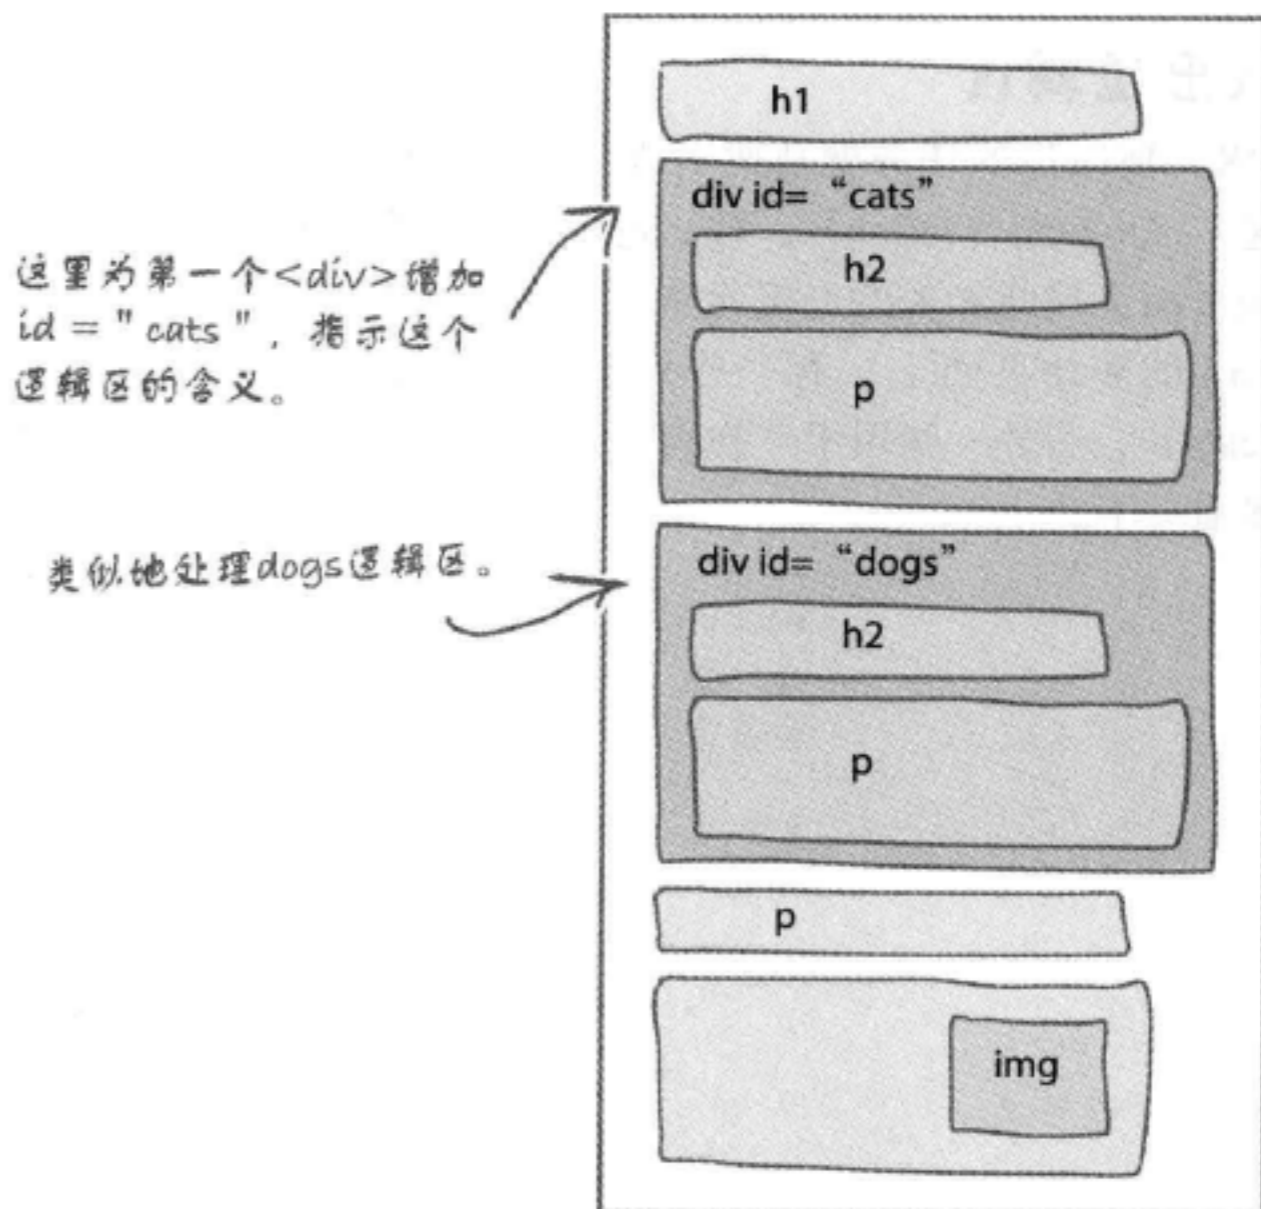 h1
div id= “cats”
h2
p
这里为第一个<div>增加
id = "cats"，指示这个
逻辑区的含义。
div id= “dogs”
类似地处理dogs逻辑区。
h2
p
p
img